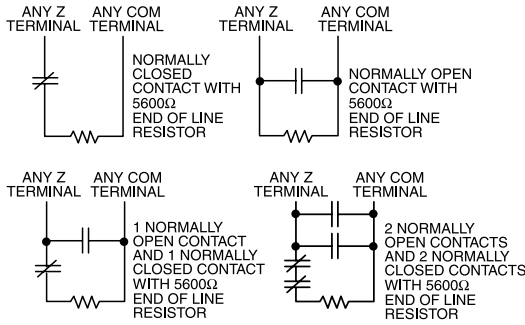 ANY Z ANY COM
TERMINAL TERMINAL
NORMALLY
CLOSED
CONTACT WITH
5600Ω
END OF LINE
RESISTOR
ANY Z ANY COM
TERMINAL TERMINAL
NORMALLY OPEN
CONTACT WITH
5600Ω
END OF LINE
RESISTOR
ANY Z ANY COM
TERMINAL TERMINAL
1 NORMALLY
OPEN CONTACT
AND 1 NORMALLY
CLOSED CONTACT
WITH 5600Ω
END OF LINE
RESISTOR
ANY Z ANY COM
TERMINAL TERMINAL
2 NORMALLY
OPEN CONTACTS
AND 2 NORMALLY
CLOSED CONTACTS
WITH 5600Ω
END OF LINE
RESISTOR